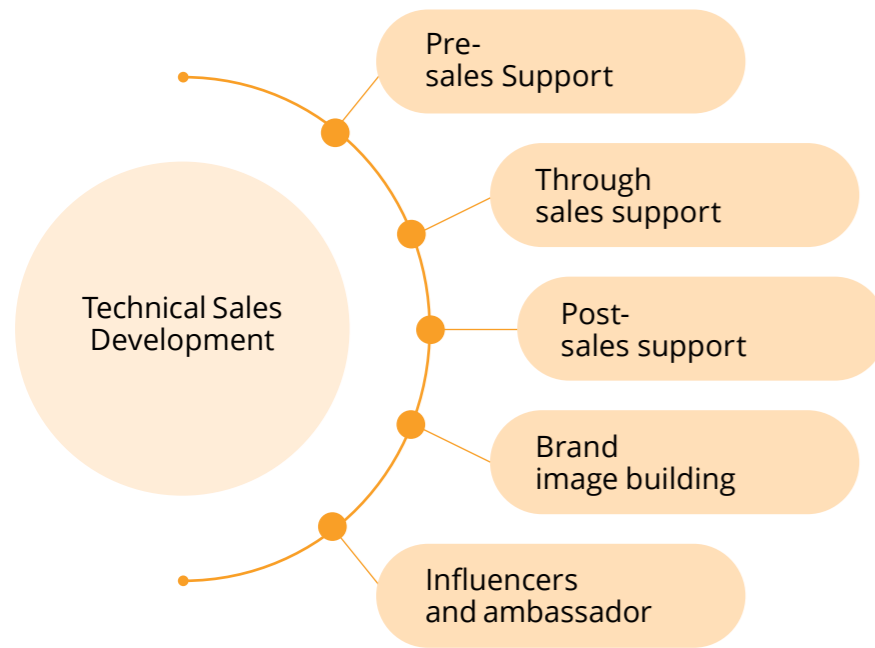 Pre-
sales Support
Through
sales support
Technical Sales
Development
Post-
sales support
Brand
image building
Influencers
and ambassador